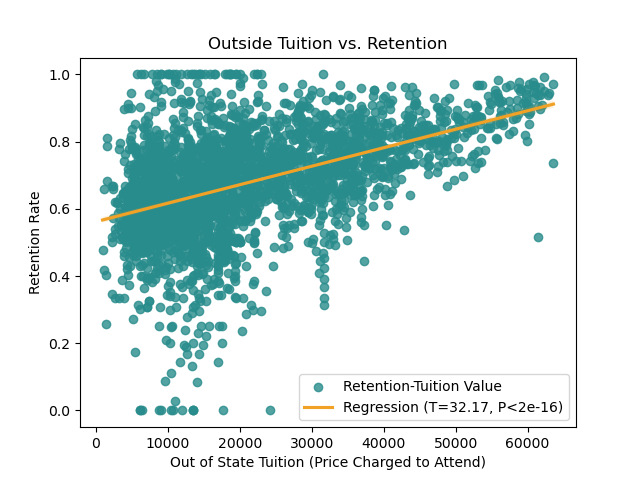 Outside Tuition vs. Retention
1.0
0.8
0.6
0.4
0.2
0.0
Retention Rate
Retention-Tuition Value
Regression (T=32.17, P<2e-16)
0 10000 20000 30000 40000 50000 60000
Out of State Tuition (Price Charged to Attend)